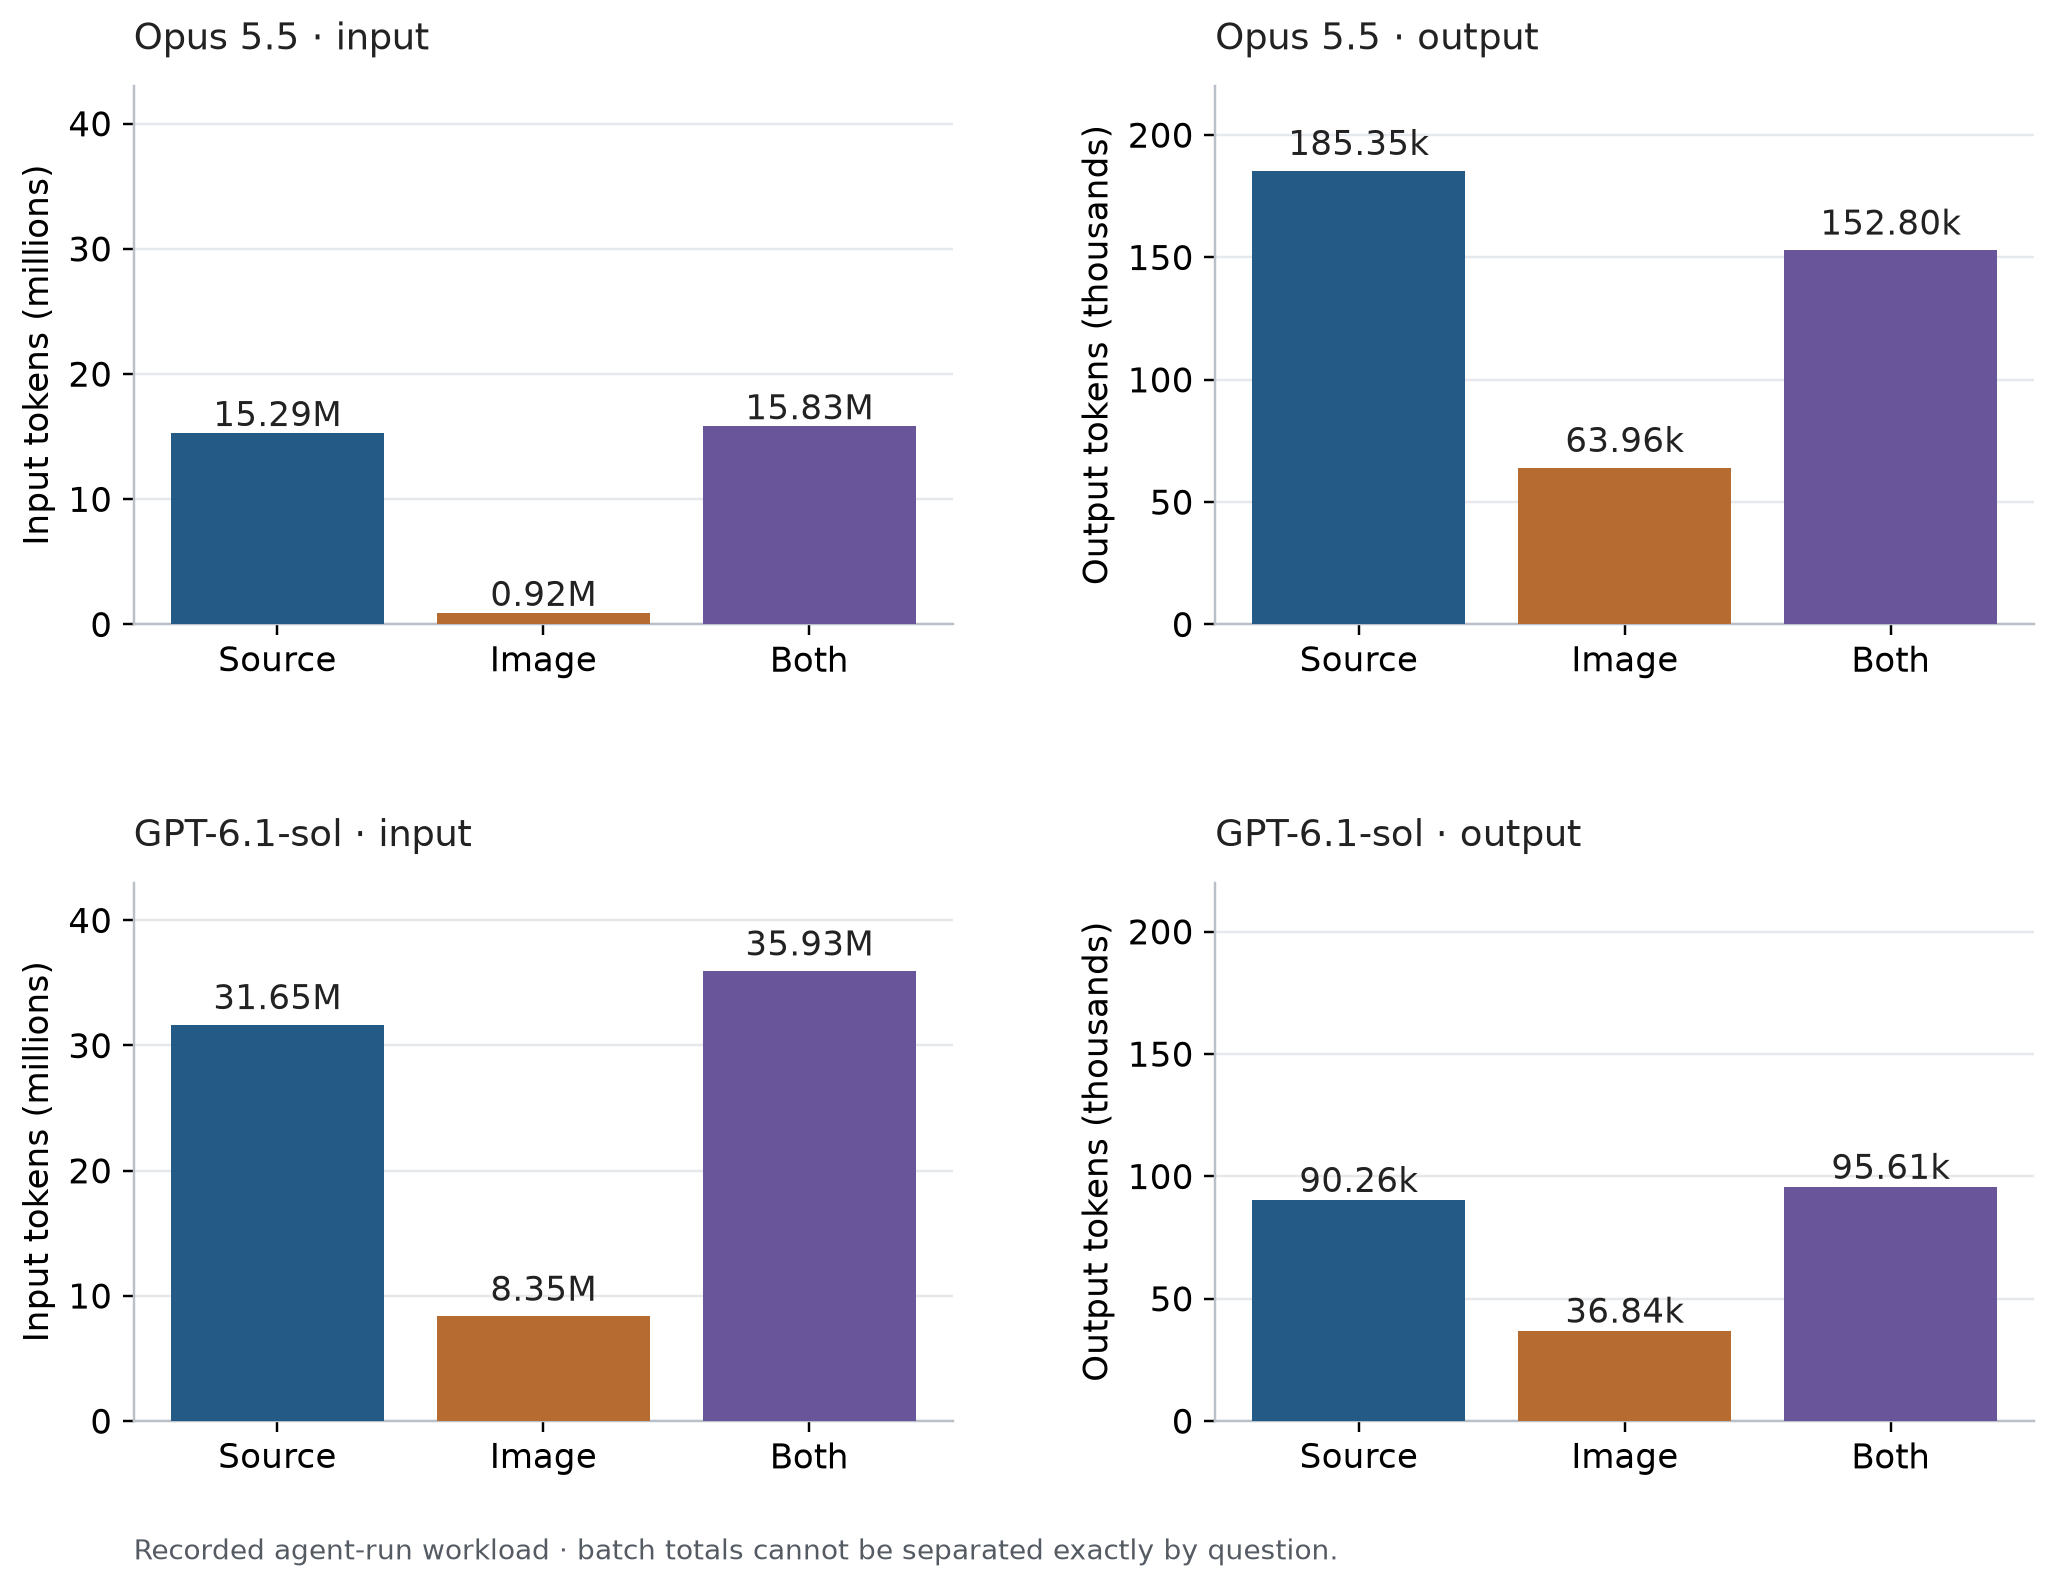 Opus 5.5 · input
Input tokens (millions)
40
30
20
10
0
15.29M
0.92M
15.83M
Source
Image
Both
Opus 5.5 · output
Output tokens (thousands)
200
150
100
50
0
185.35k
63.96k
152.80k
Source
Image
Both
GPT-6.1-sol · input
Input tokens (millions)
40
30
20
10
0
31.65M
8.35M
35.93M
Source
Image
Both
GPT-6.1-sol · output
Output tokens (thousands)
200
150
100
50
0
90.26k
36.84k
95.61k
Source
Image
Both
Recorded agent-run workload · batch totals cannot be separated exactly by question.